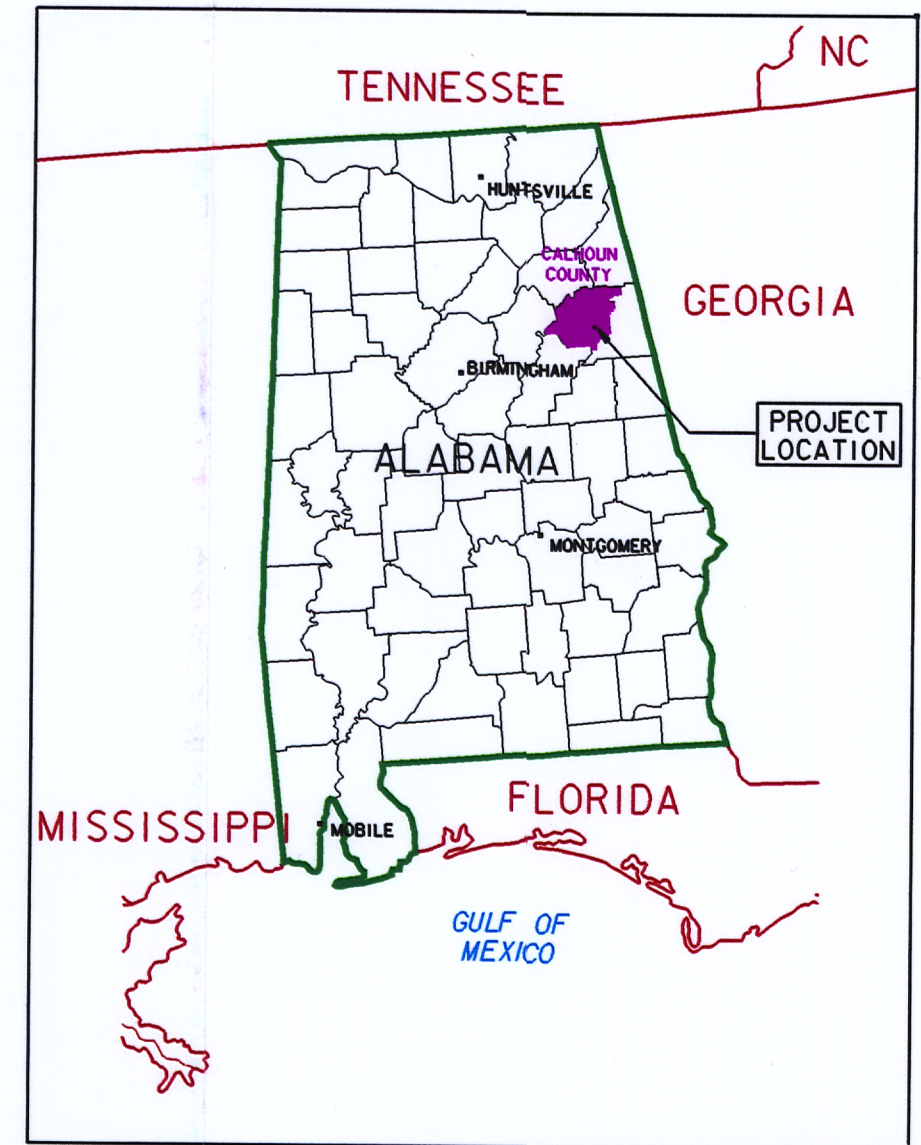 NC
TENNESSEE
HUNTSVILLE
CALHOUN
COUNTY
GEORGIA
BIRMINGHAM
PROJECT
LOCATION
ALABAMA
MONTGOMERY
FLORIDA
MISSISSIPPI
MOBILE
GULF OF
MEXICO